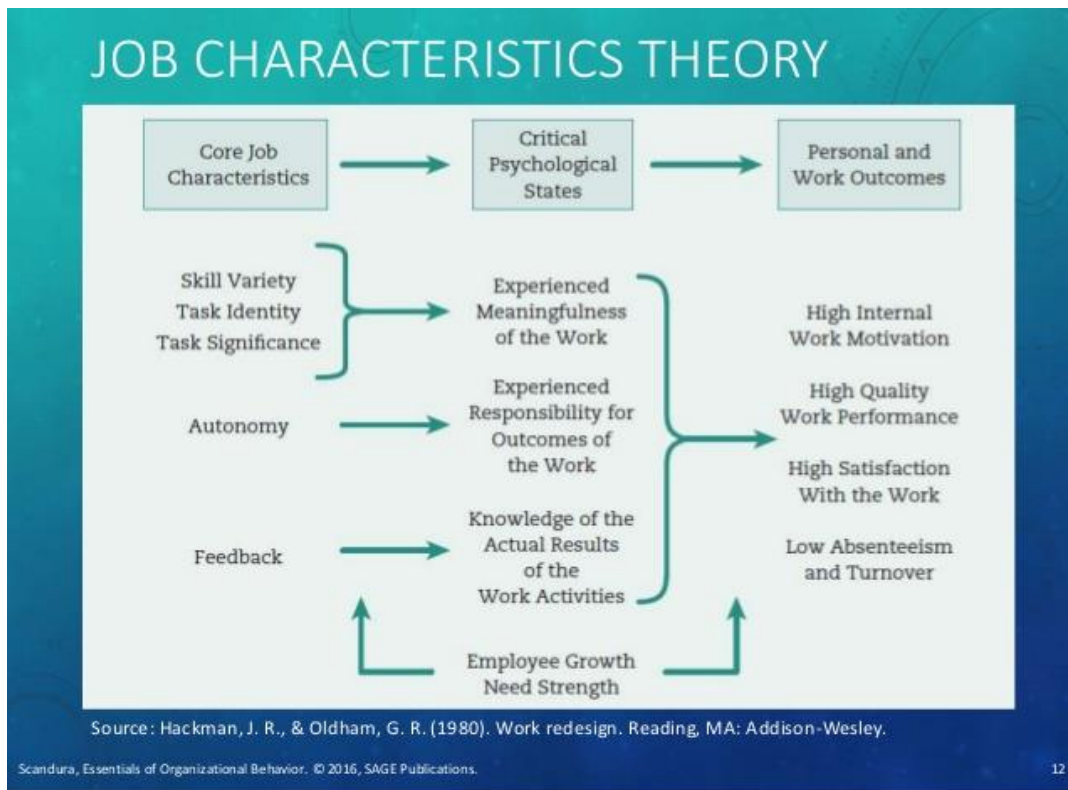 JOB CHARACTERISTICS THEORY
Core Job
Characteristics
Critical
Psychological
States
Personal and
Work Outcomes
Skill Variety
Task Identity
Task Significance
Experienced
Meaningfulness
of the Work
High Internal
Work Motivation
Autonomy
Experienced
Responsibility for
Outcomes of
the Work
High Quality
Work Performance
High Satisfaction
With the Work
Feedback
Knowledge of the
Actual Results
of the
Work Activities
Low Absenteeism
and Turnover
Employee Growth
Need Strength
Source: Hackman, J. R., & Oldham, G. R. (1980). Work redesign. Reading, MA: Addison-Wesley.
Scandura, Essentials of Organizational Behavior. © 2016, SAGE Publications.
12